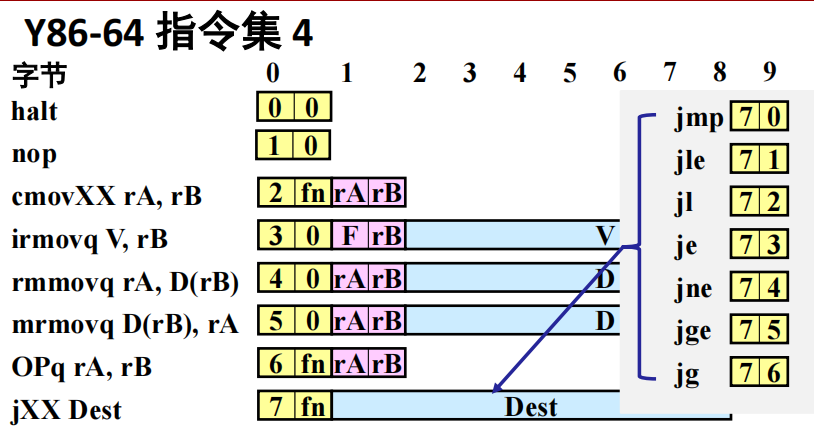 Y86-64 指令集 4
字节 0 1 2 3 4 5 6 7 8 9
halt 0 0
nop 1 0
cmovXX rA, rB 2 fn rA rB
irmovq V, rB 3 0 F rB V
rmmovq rA, D(rB) 4 0 rA rB D
mrmovq D(rB), rA 5 0 rA rB D
OPq rA, rB 6 fn rA rB
jXX Dest 7 fn Dest
jmp 7 0
jle 7 1
jl 7 2
je 7 3
jne 7 4
jge 7 5
jg 7 6